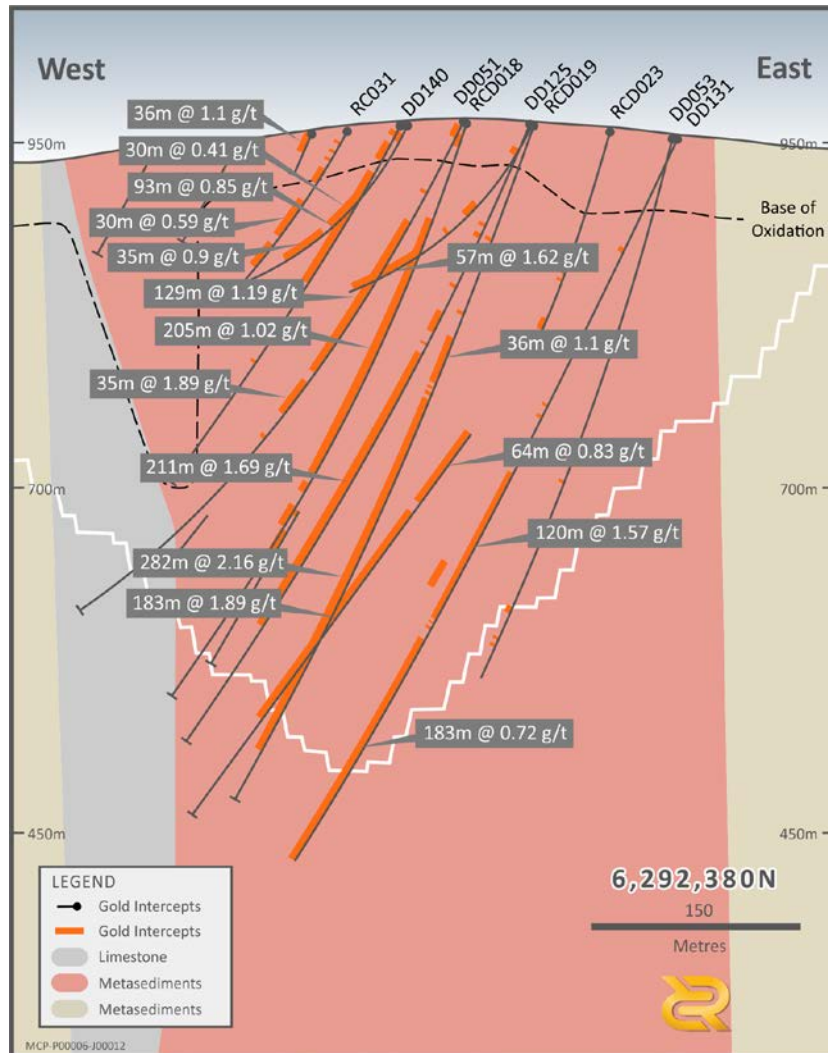 West
East
RC031
DD140
DD051
RCD018
DD125
RCD019
RCD023
DD053
DD131
36m @ 1.1 g/t
950m
950m
30m @ 0.41 g/t
93m @ 0.85 g/t
30m @ 0.59 g/t
Base of
Oxidation
35m @ 0.9 g/t
57m @ 1.62 g/t
129m @ 1.19 g/t
205m @ 1.02 g/t
36m @ 1.1 g/t
35m @ 1.89 g/t
64m @ 0.83 g/t
211m @ 1.69 g/t
700m
700m
120m @ 1.57 g/t
282m @ 2.16 g/t
183m @ 1.89 g/t
183m @ 0.72 g/t
450m
450m
LEGEND
Gold Intercepts
Gold Intercepts
Limestone
Metasediments
Metasediments
6,292,380N
150
Metres
MCP-P00006-J00012